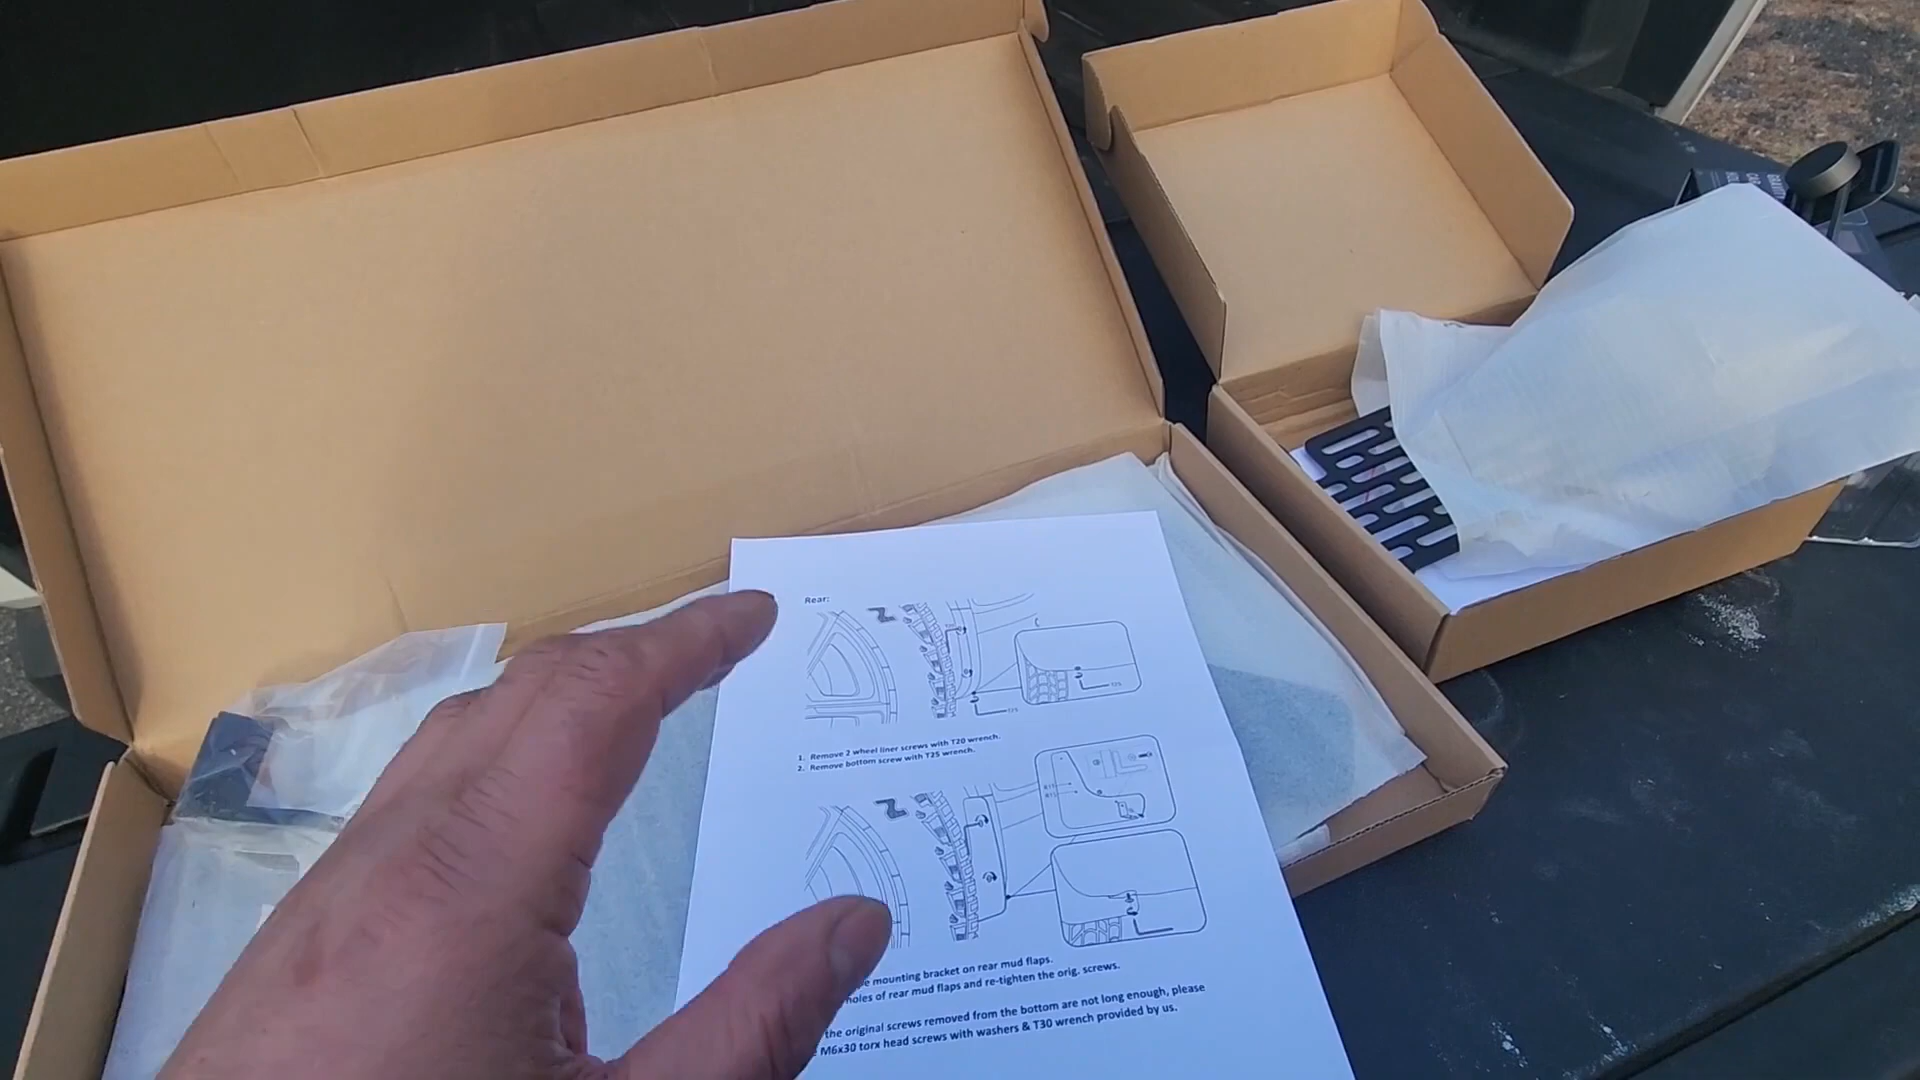 Rear:
T25
T25
1. Remove 2 wheel liner screws with T20 wrench.
2. Remove bottom screw with T25 wrench.
mounting bracket on rear mud flaps.
holes of rear mud flaps and re-tighten the orig. screws.
the original screws removed from the bottom are not long enough, please
M6x30 torx head screws with washers & T30 wrench provided by us.
CAR